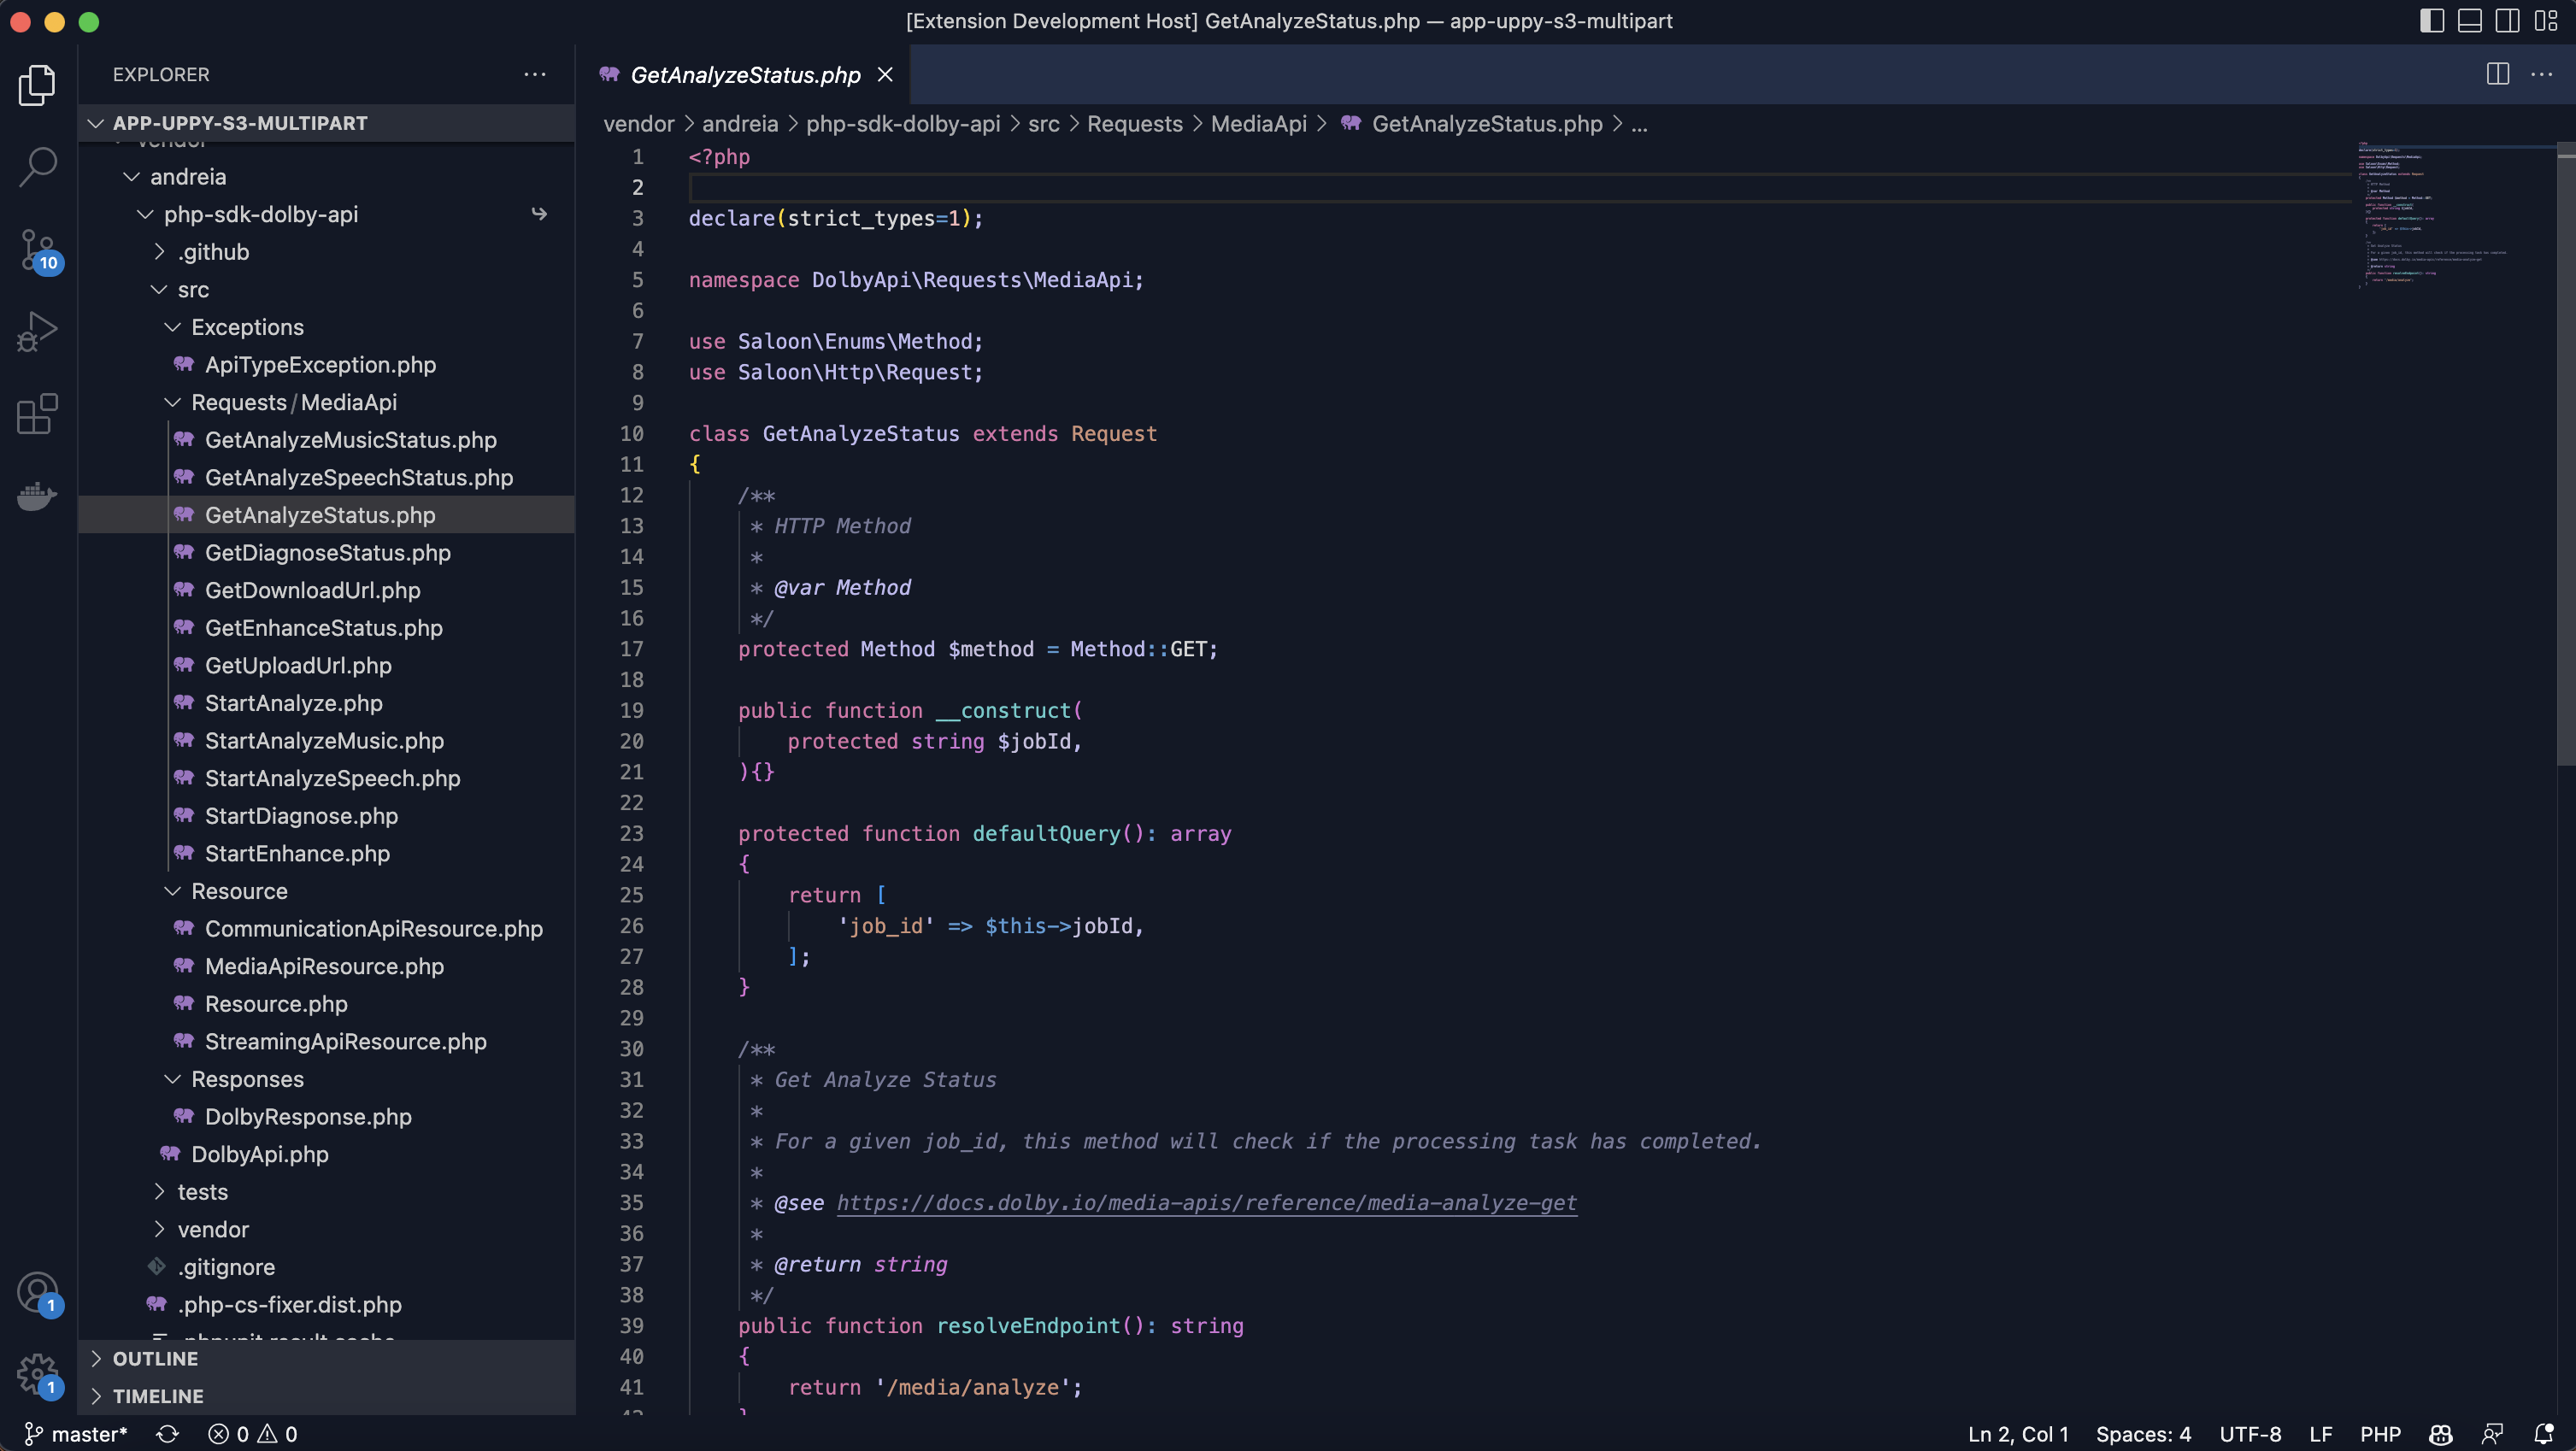 [Extension Development Host] GetAnalyzeStatus.php — app-uppy-s3-multipart
EXPLORER
APP-UPPY-S3-MULTIPART
vendor
andreia
php-sdk-dolby-api
.github
src
Exceptions
ApiTypeException.php
Requests/MediaApi
GetAnalyzeMusicStatus.php
GetAnalyzeSpeechStatus.php
GetAnalyzeStatus.php
GetDiagnoseStatus.php
GetDownloadUrl.php
GetEnhanceStatus.php
GetUploadUrl.php
StartAnalyze.php
StartAnalyzeMusic.php
StartAnalyzeSpeech.php
StartDiagnose.php
StartEnhance.php
Resource
CommunicationApiResource.php
MediaApiResource.php
Resource.php
StreamingApiResource.php
Responses
DolbyResponse.php
DolbyApi.php
tests
vendor
.gitignore
.php-cs-fixer.dist.php
.phpunit.result.cache
OUTLINE
TIMELINE
10
1
1
GetAnalyzeStatus.php
vendor > andreia > php-sdk-dolby-api > src > Requests > MediaApi > GetAnalyzeStatus.php > ...
1 <?php
2
3 declare(strict_types=1);
4
5 namespace DolbyApi\Requests\MediaApi;
6
7 use Saloon\Enums\Method;
8 use Saloon\Http\Request;
9
10 class GetAnalyzeStatus extends Request
11 {
12 /**
13 * HTTP Method
14 *
15 * @var Method
16 */
17 protected Method $method = Method::GET;
18
19 public function __construct(
20 protected string $jobId,
21 ){}
22
23 protected function defaultQuery(): array
24 {
25 return [
26 'job_id' => $this->jobId,
27 ];
28 }
29
30 /**
31 * Get Analyze Status
32 *
33 * For a given job_id, this method will check if the processing task has completed.
34 *
35 * @see https://docs.dolby.io/media-apis/reference/media-analyze-get
36 *
37 * @return string
38 */
39 public function resolveEndpoint(): string
40 {
41 return '/media/analyze';
42 }
master* 0 0
Ln 2, Col 1 Spaces: 4 UTF-8 LF PHP